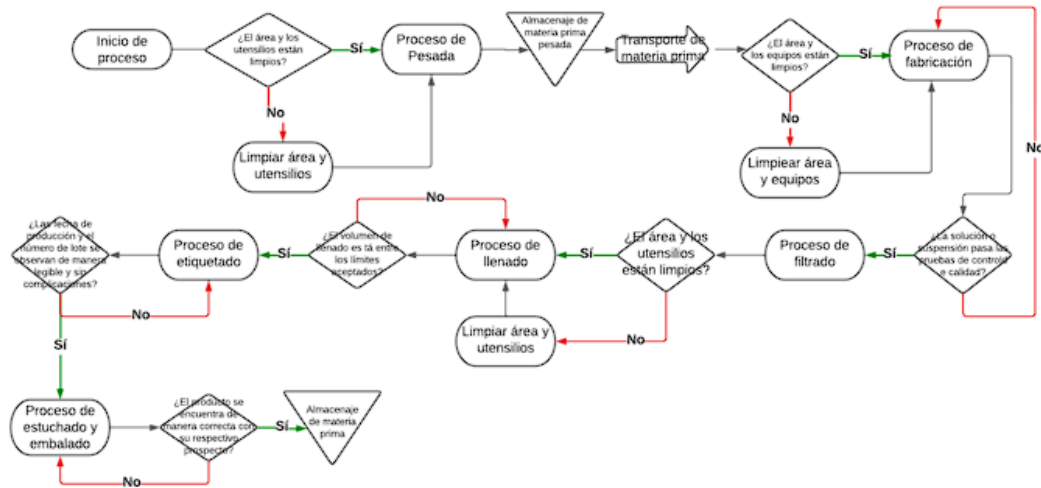 Inicio de
proceso
¿El área y los
utensilios están
limpios?
Sí
Proceso de
Pesada
Almacenaje de
materia prima
pesada
Transporte de
materia prima
¿El área y
los equipos están
limpios?
Sí
Proceso de
fabricación
No
Limpiar área y
utensilios
No
Limpiear área
y equipos
No
¿La solución o
suspensión pasa las
pruebas de control d
e calidad?
Sí
Proceso de
filtrado
¿El área y los
utensilios
están limpios?
Sí
Proceso de
llenado
No
Limpiar área y
utensilios
¿El volumen de
llenado es tá entre
los límites
aceptados?
No
Sí
Proceso de
etiquetado
¿Las fecha de
producción y el
número de lote se
observan de manera
legible y sin
complicaciones?
No
Sí
Proceso de
estuchado y
embalado
¿El producto se
encuentra de
manera correcta con
su respectivo
prospecto?
Sí
Almacenaje
de materia
prima
No